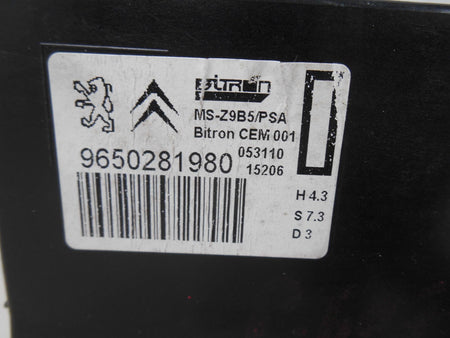 BITRON
MS-Z9B5/PSA
Bitron CEM 001
9650281980
053110
15206
H 4.3
S 7.3
D 3